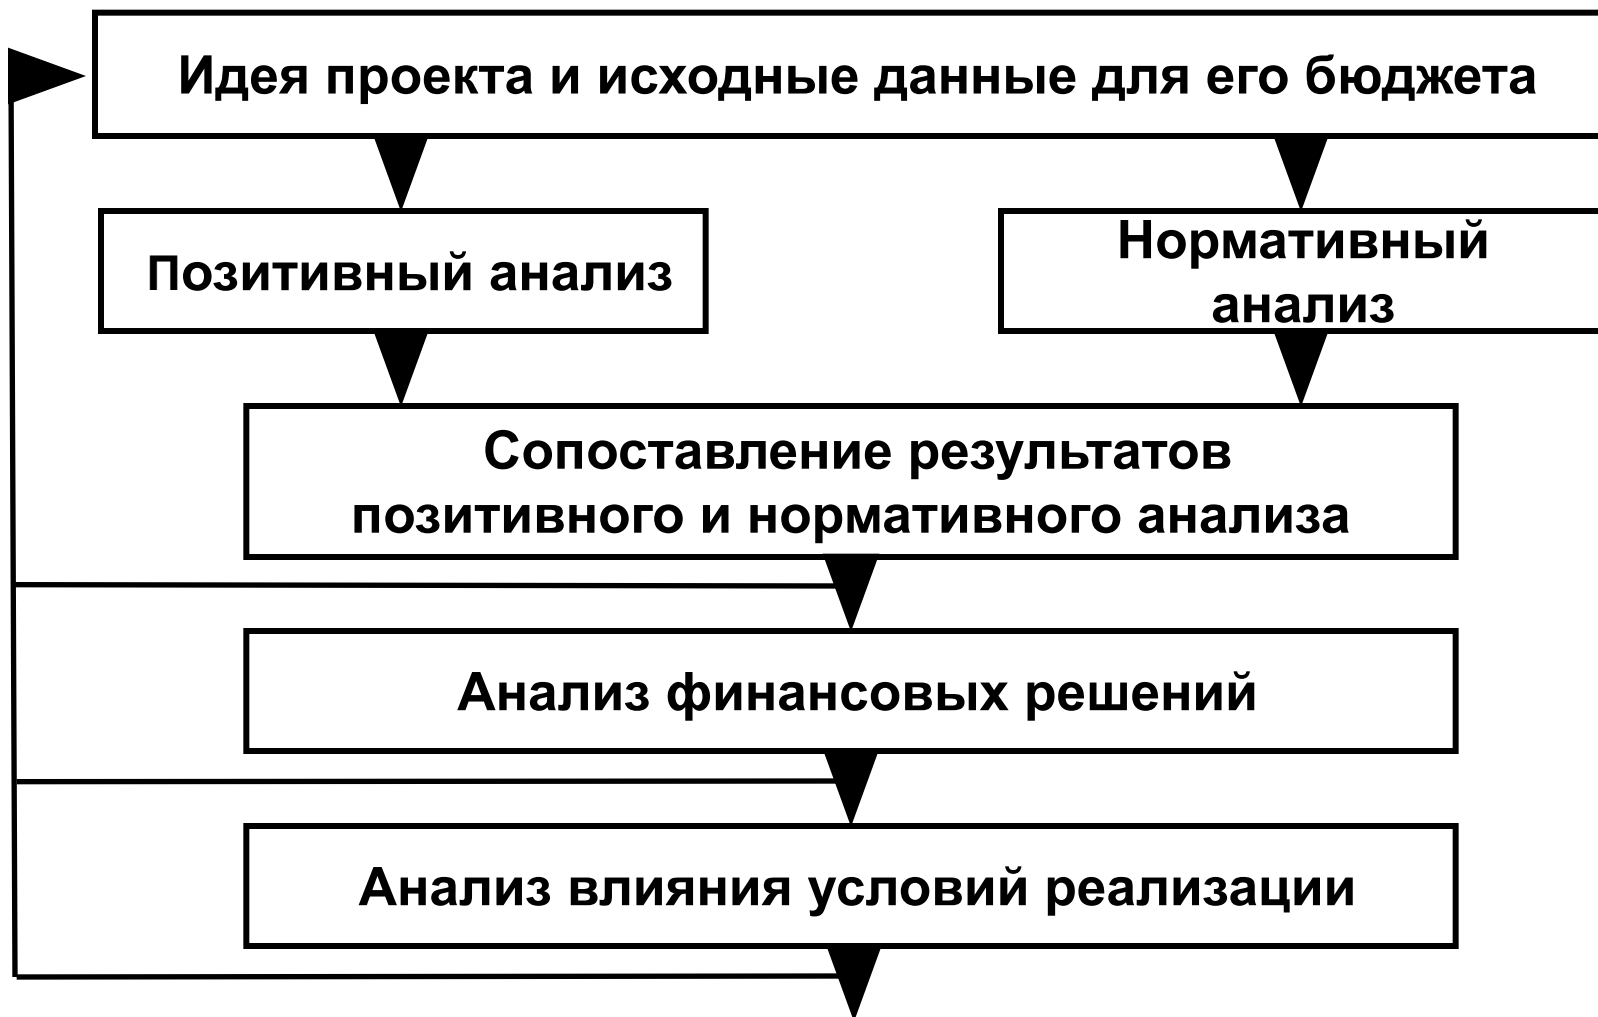 Идея проекта и исходные данные для его бюджета
Позитивный анализ
Нормативный
анализ
Сопоставление результатов
позитивного и нормативного анализа
Анализ финансовых решений
Анализ влияния условий реализации